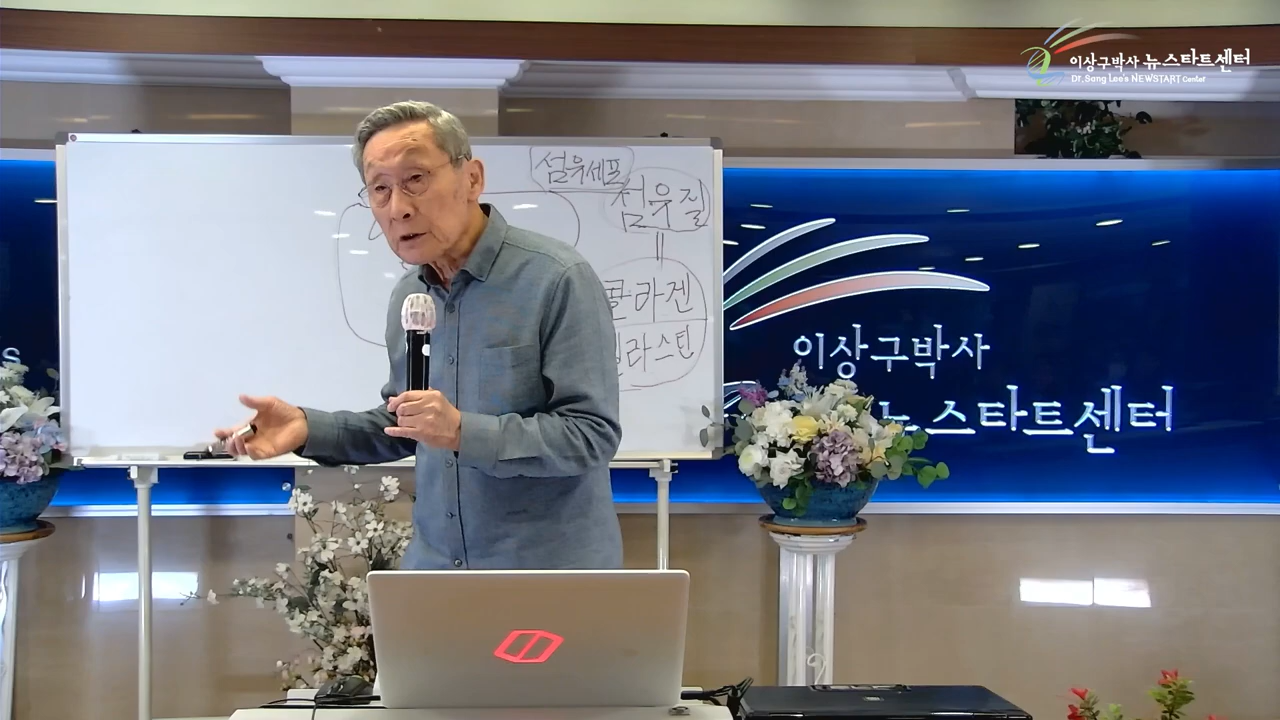 이상구박사 뉴스타트센터
Dr. Sang Lee's NEWSTART Center
섬유세포
섬유질
콜라겐
엘라스틴
S
이상구박사
뉴스타트센터